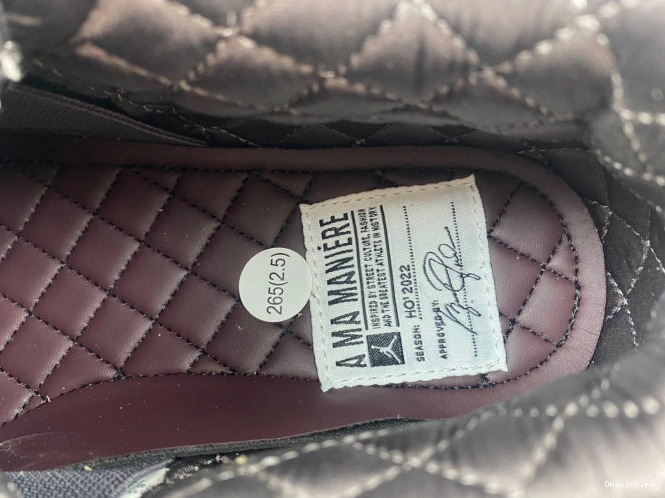 A MA MANIÉRE
INSPIRED BY STREET CULTURE, FASHION
AND THE GREATEST ATHLETE IN HISTORY
SEASON: HO' 2022
APPROVED BY:
265(2.5)
Onekick.ru